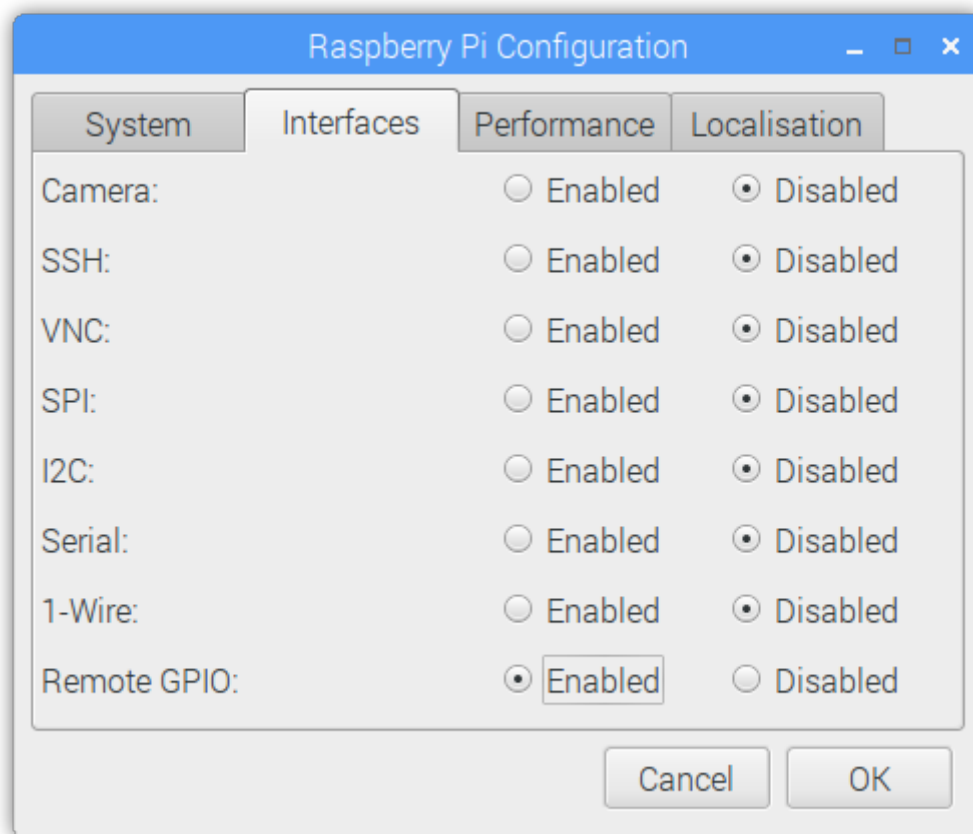 Raspberry Pi Configuration
System Interfaces Performance Localisation
Camera: Enabled Disabled
SSH: Enabled Disabled
VNC: Enabled Disabled
SPI: Enabled Disabled
I2C: Enabled Disabled
Serial: Enabled Disabled
1-Wire: Enabled Disabled
Remote GPIO: Enabled Disabled
Cancel OK